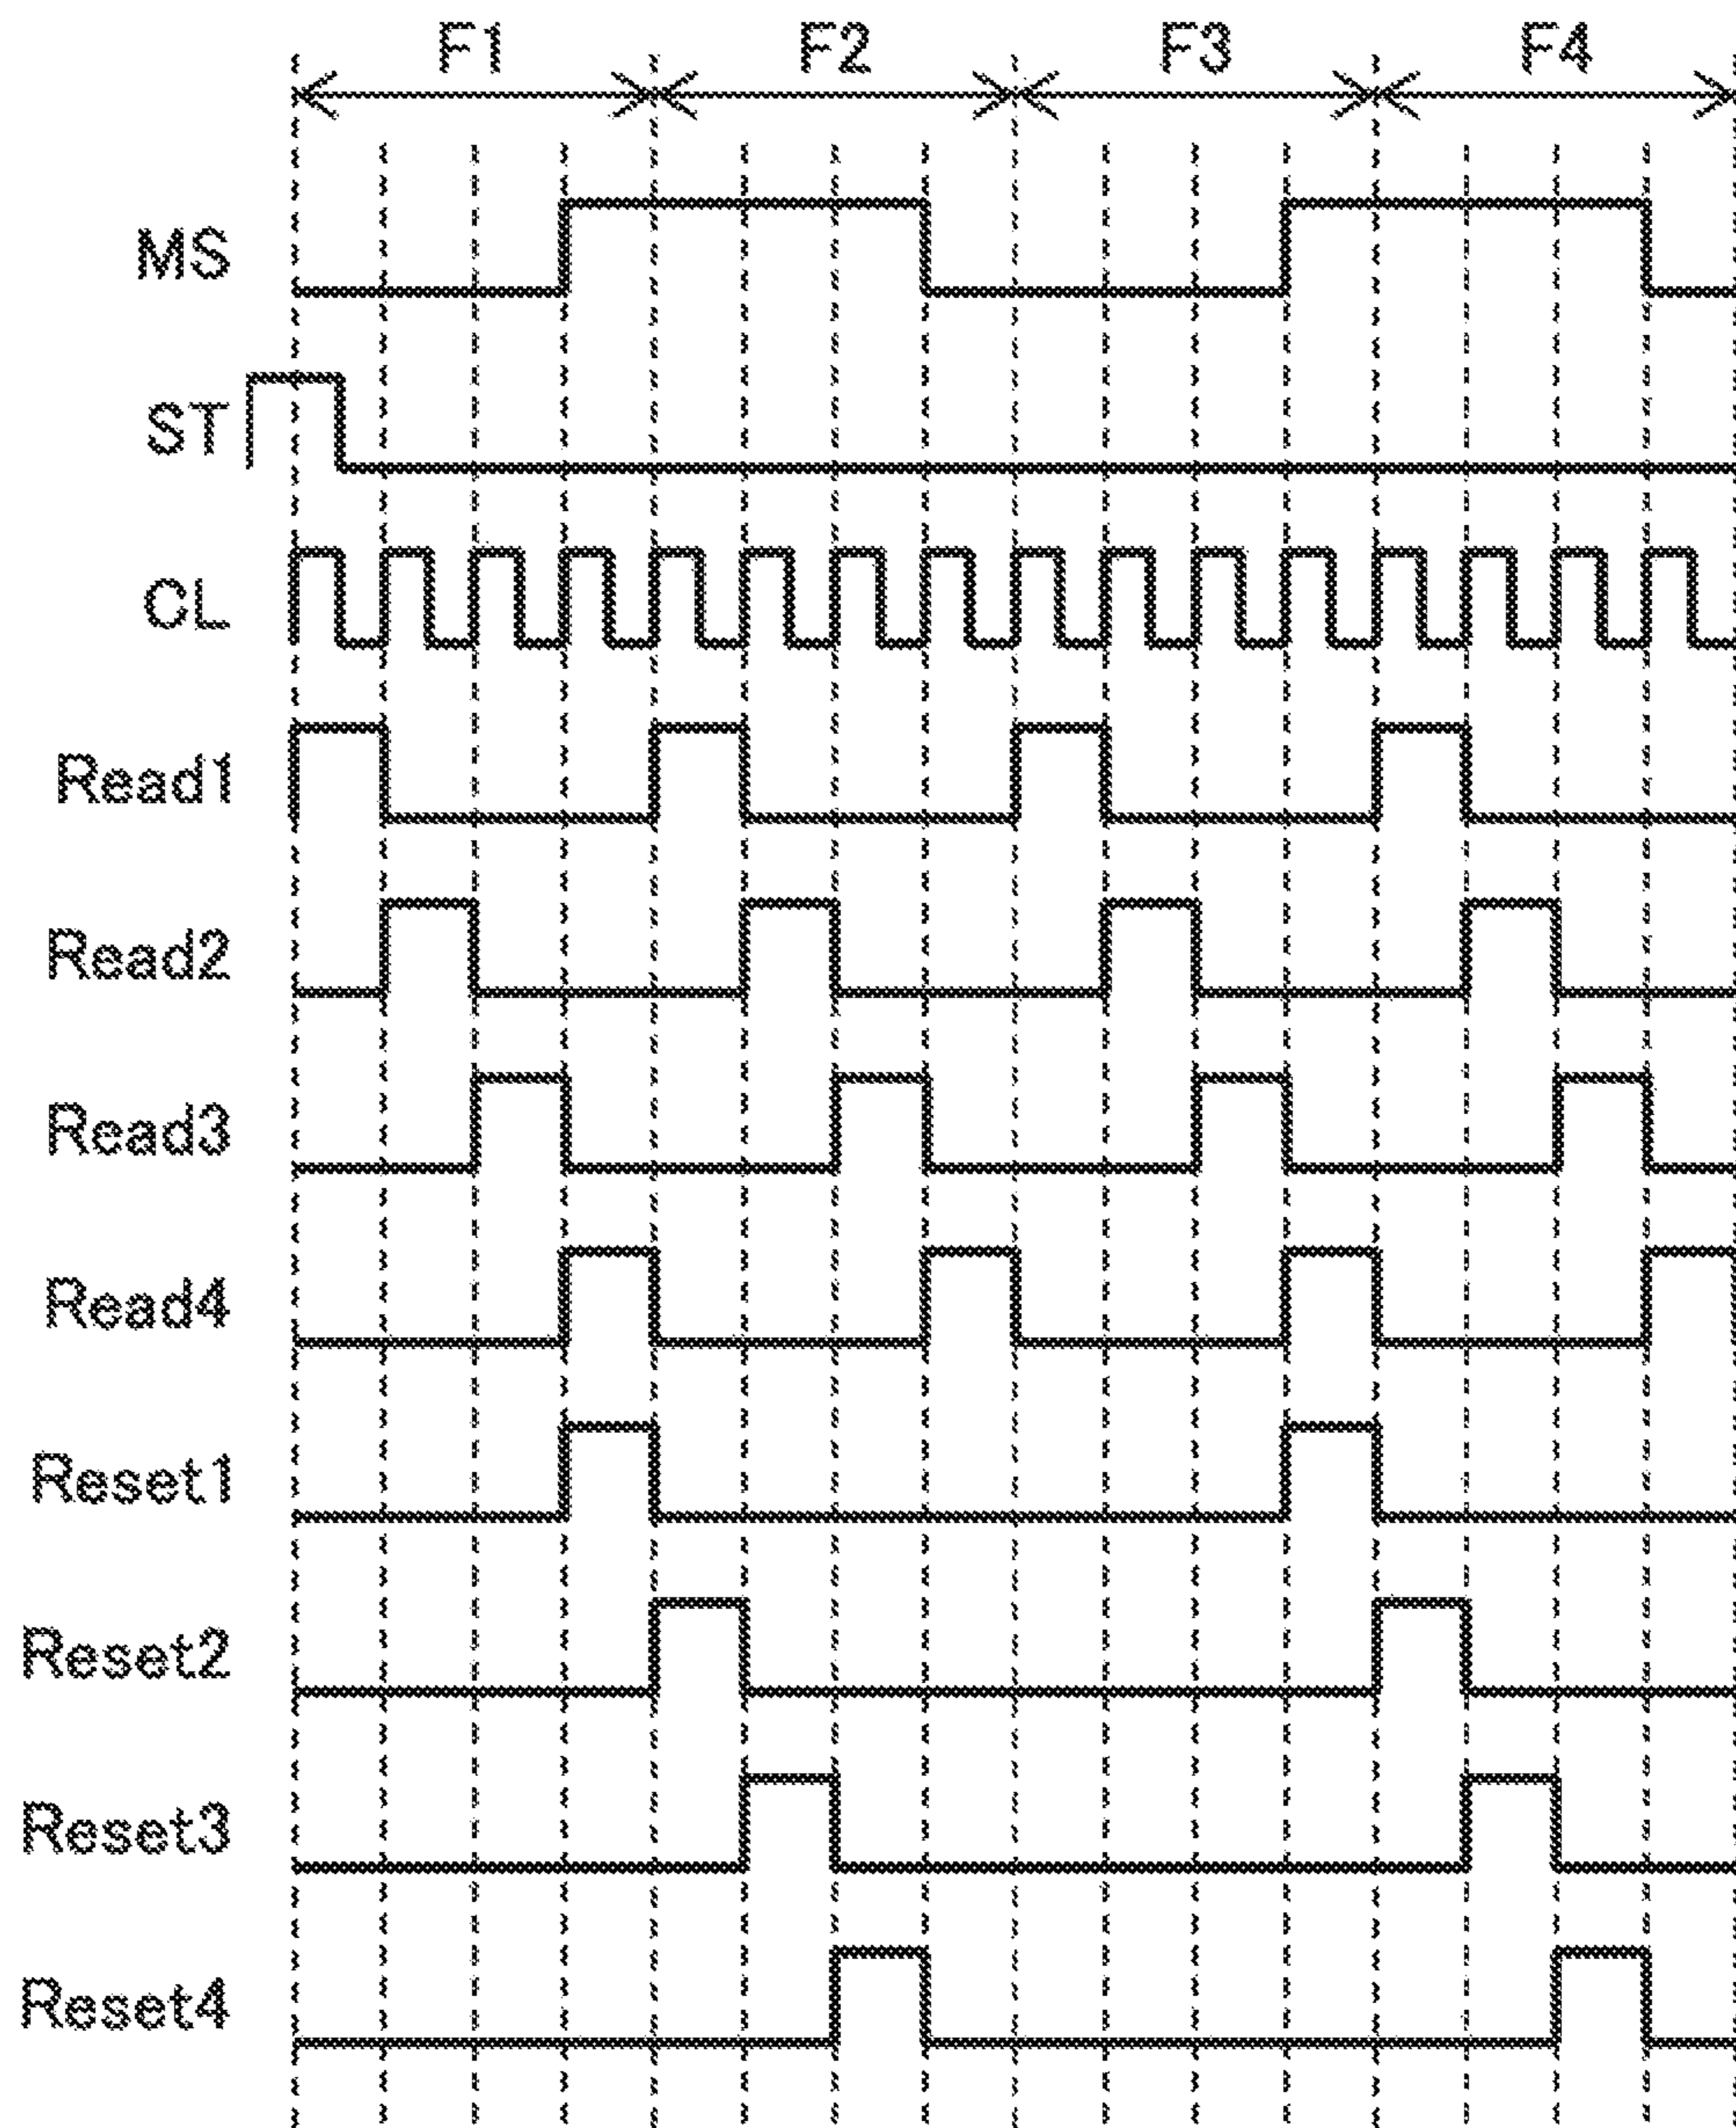 F1 F2 F3 F4
MS
ST
CL
Read1
Read2
Read3
Read4
Reset1
Reset2
Reset3
Reset4